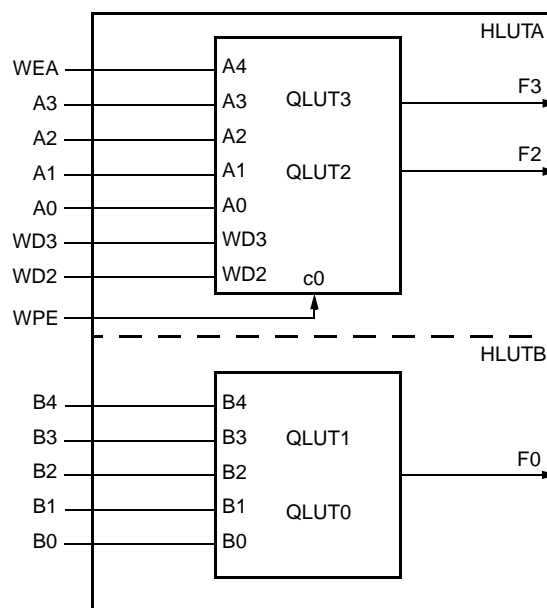 HLUTA
WEA A4 F3
A3 A3 QLUT3
A2 A2 F2
A1 A1 QLUT2
A0 A0
WD3 WD3
WD2 WD2 c0
WPE
HLUTB
B4 B4
B3 B3 QLUT1
B2 B2 F0
B1 B1 QLUT0
B0 B0